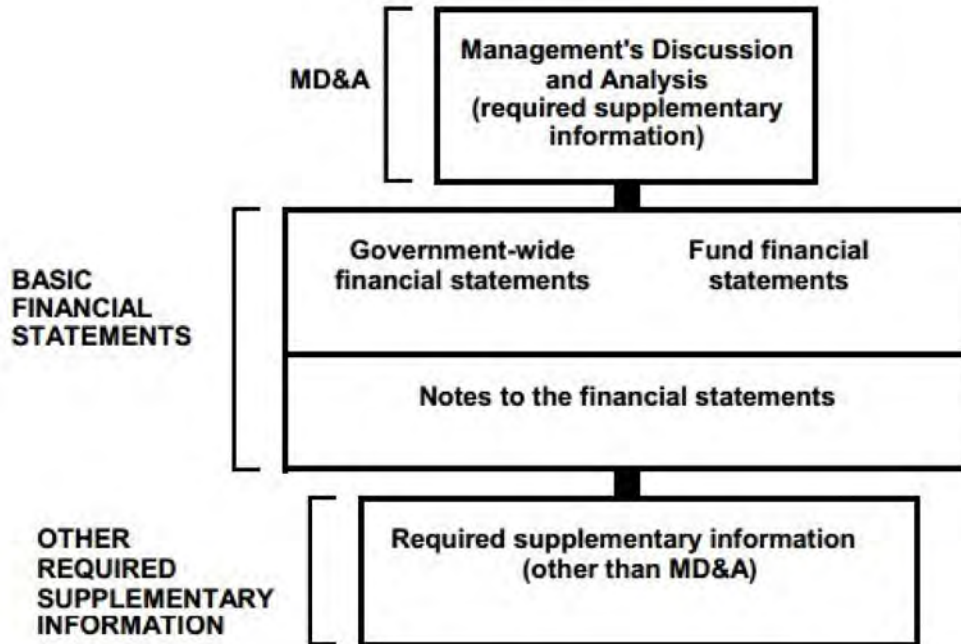 MD&A
Management's Discussion
and Analysis
(required supplementary
information)
BASIC
FINANCIAL
STATEMENTS
Government-wide
financial statements
Fund financial
statements
Notes to the financial statements
OTHER
REQUIRED
SUPPLEMENTARY
INFORMATION
Required supplementary information
(other than MD&A)